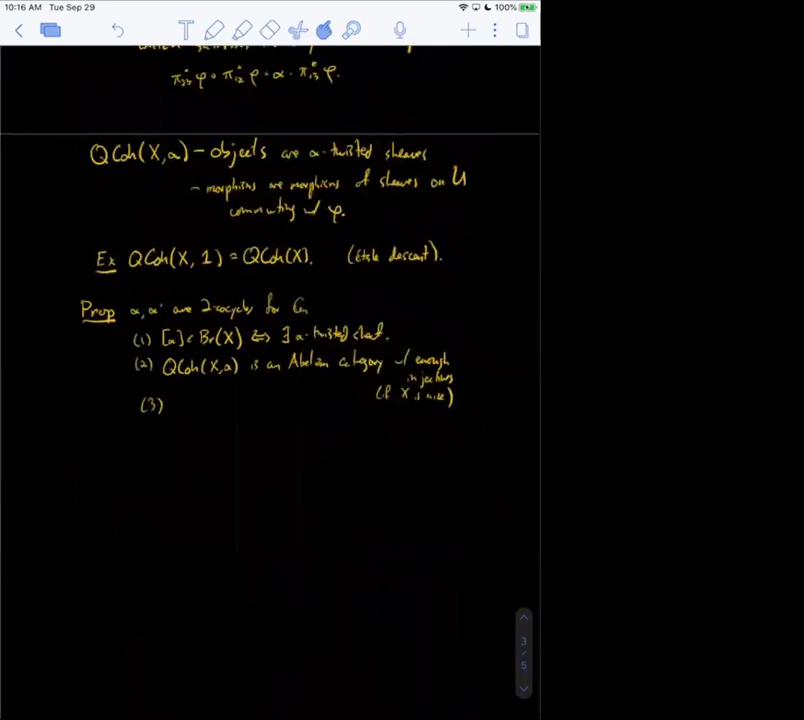 10:16 AM Tue Sep 29
100%
π₂₃* φ ∘ π₁₂* φ = α · π₁₃* φ.
QCoh(X,α) – objects are α-twisted sheaves
– morphisms are morphisms of sheaves on U
commuting w/ φ.
Ex QCoh(X, 1) = QCoh(X). (étale descent).
Prop α, α' are 2-cocycles for Gm
(1) [α] ∈ Br(X) ⟺ ∃ α-twisted sheaf.
(2) QCoh(X,α) is an Abelian category w/ enough
injectives
(if X is nice)
(3)
3
/
5